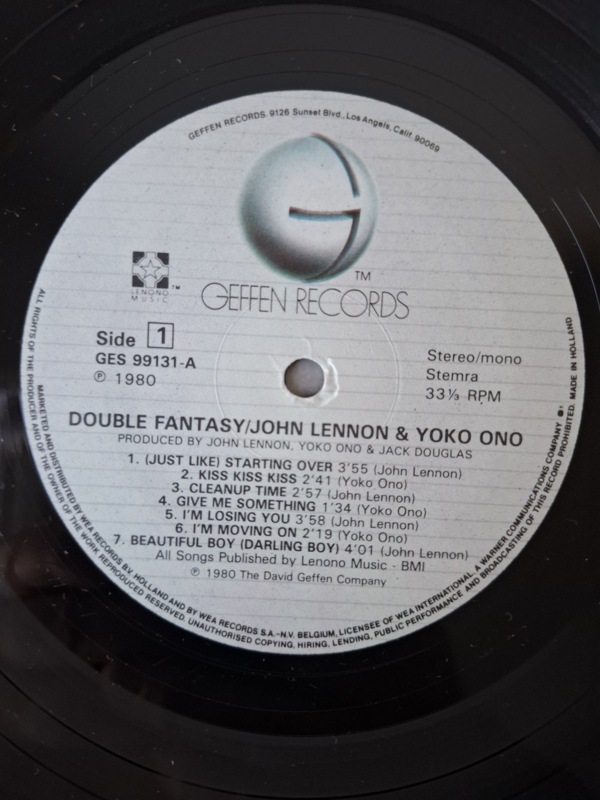 GEFFEN RECORDS, 9126 Sunset Blvd., Los Angeles, Calif. 90069
TM
LENONO
MUSIC
TM
GEFFEN RECORDS
Side 1
GES 99131-A
℗ 1980
Stereo/mono
Stemra
33⅓ RPM
DOUBLE FANTASY/JOHN LENNON & YOKO ONO
PRODUCED BY JOHN LENNON, YOKO ONO & JACK DOUGLAS
1. (JUST LIKE) STARTING OVER 3'55 (John Lennon)
2. KISS KISS KISS 2'41 (Yoko Ono)
3. CLEANUP TIME 2'57 (John Lennon)
4. GIVE ME SOMETHING 1'34 (Yoko Ono)
5. I'M LOSING YOU 3'58 (John Lennon)
6. I'M MOVING ON 2'19 (Yoko Ono)
7. BEAUTIFUL BOY (DARLING BOY) 4'01 (John Lennon)
All Songs Published by Lenono Music - BMI
℗ 1980 The David Geffen Company
MARKETED AND DISTRIBUTED BY WEA RECORDS B.V. HOLLAND AND BY WEA RECORDS S.A.-N.V. BELGIUM, LICENSEE OF WEA INTERNATIONAL, A WARNER COMMUNICATIONS COMPANY
ALL RIGHTS OF THE PRODUCER AND OF THE OWNER OF THE WORK REPRODUCED RESERVED. UNAUTHORISED COPYING, HIRING, LENDING, PUBLIC PERFORMANCE AND BROADCASTING OF THIS RECORD PROHIBITED. MADE IN HOLLAND